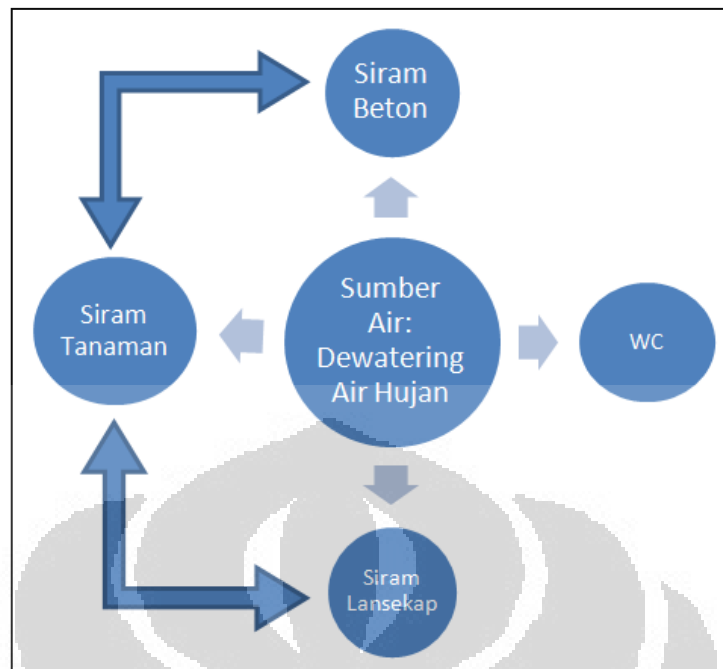 Siram
Beton
Siram
Tanaman
Sumber
Air:
Dewatering
Air Hujan
WC
Siram
Lansekap